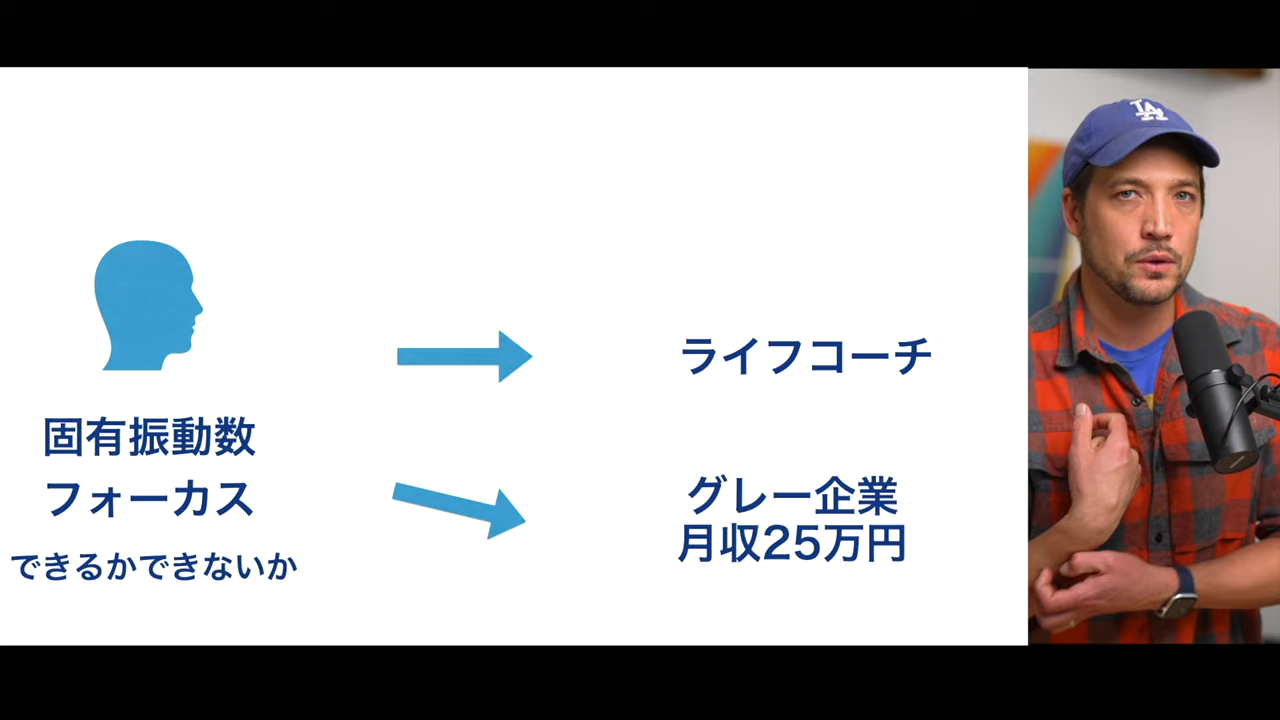 固有振動数
フォーカス
できるかできないか
ライフコーチ
グレー企業
月収25万円
LA